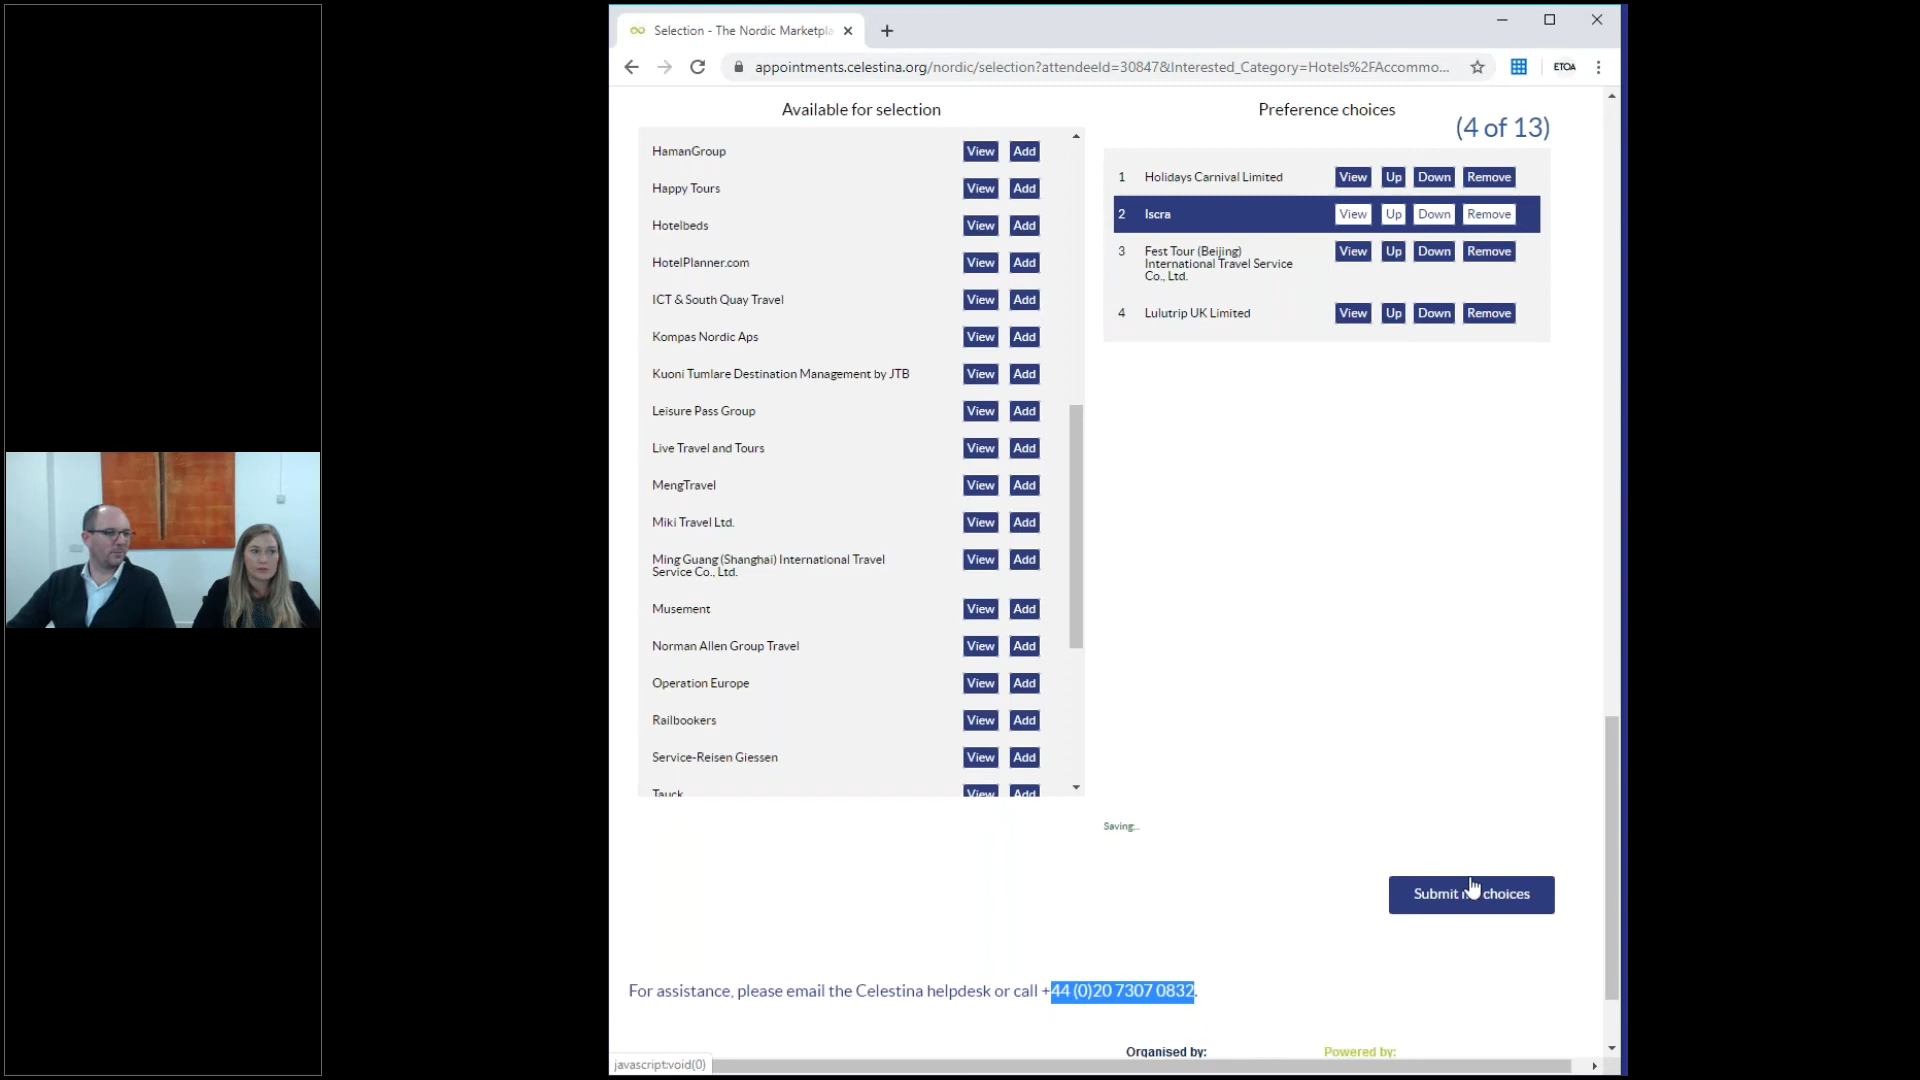 Selection - The Nordic Marketpla
appointments.celestina.org/nordic/selection?attendeeId=30847&Interested_Category=Hotels%2FAccommo...
ETOA
Available for selection
Preference choices
(4 of 13)
HamanGroup View Add
Happy Tours View Add
Hotelbeds View Add
HotelPlanner.com View Add
ICT & South Quay Travel View Add
Kompas Nordic Aps View Add
Kuoni Tumlare Destination Management by JTB View Add
Leisure Pass Group View Add
Live Travel and Tours View Add
MengTravel View Add
Miki Travel Ltd. View Add
Ming Guang (Shanghai) International Travel View Add
Service Co., Ltd.
Musement View Add
Norman Allen Group Travel View Add
Operation Europe View Add
Railbookers View Add
Service-Reisen Giessen View Add
Tauck View Add
1 Holidays Carnival Limited View Up Down Remove
2 Iscra View Up Down Remove
3 Fest Tour (Beijing) View Up Down Remove
International Travel Service
Co., Ltd.
4 Lulutrip UK Limited View Up Down Remove
Saving...
Submit choices
For assistance, please email the Celestina helpdesk or call +44 (0)20 7307 0832.
Organised by:
Powered by:
javascript:void(0)